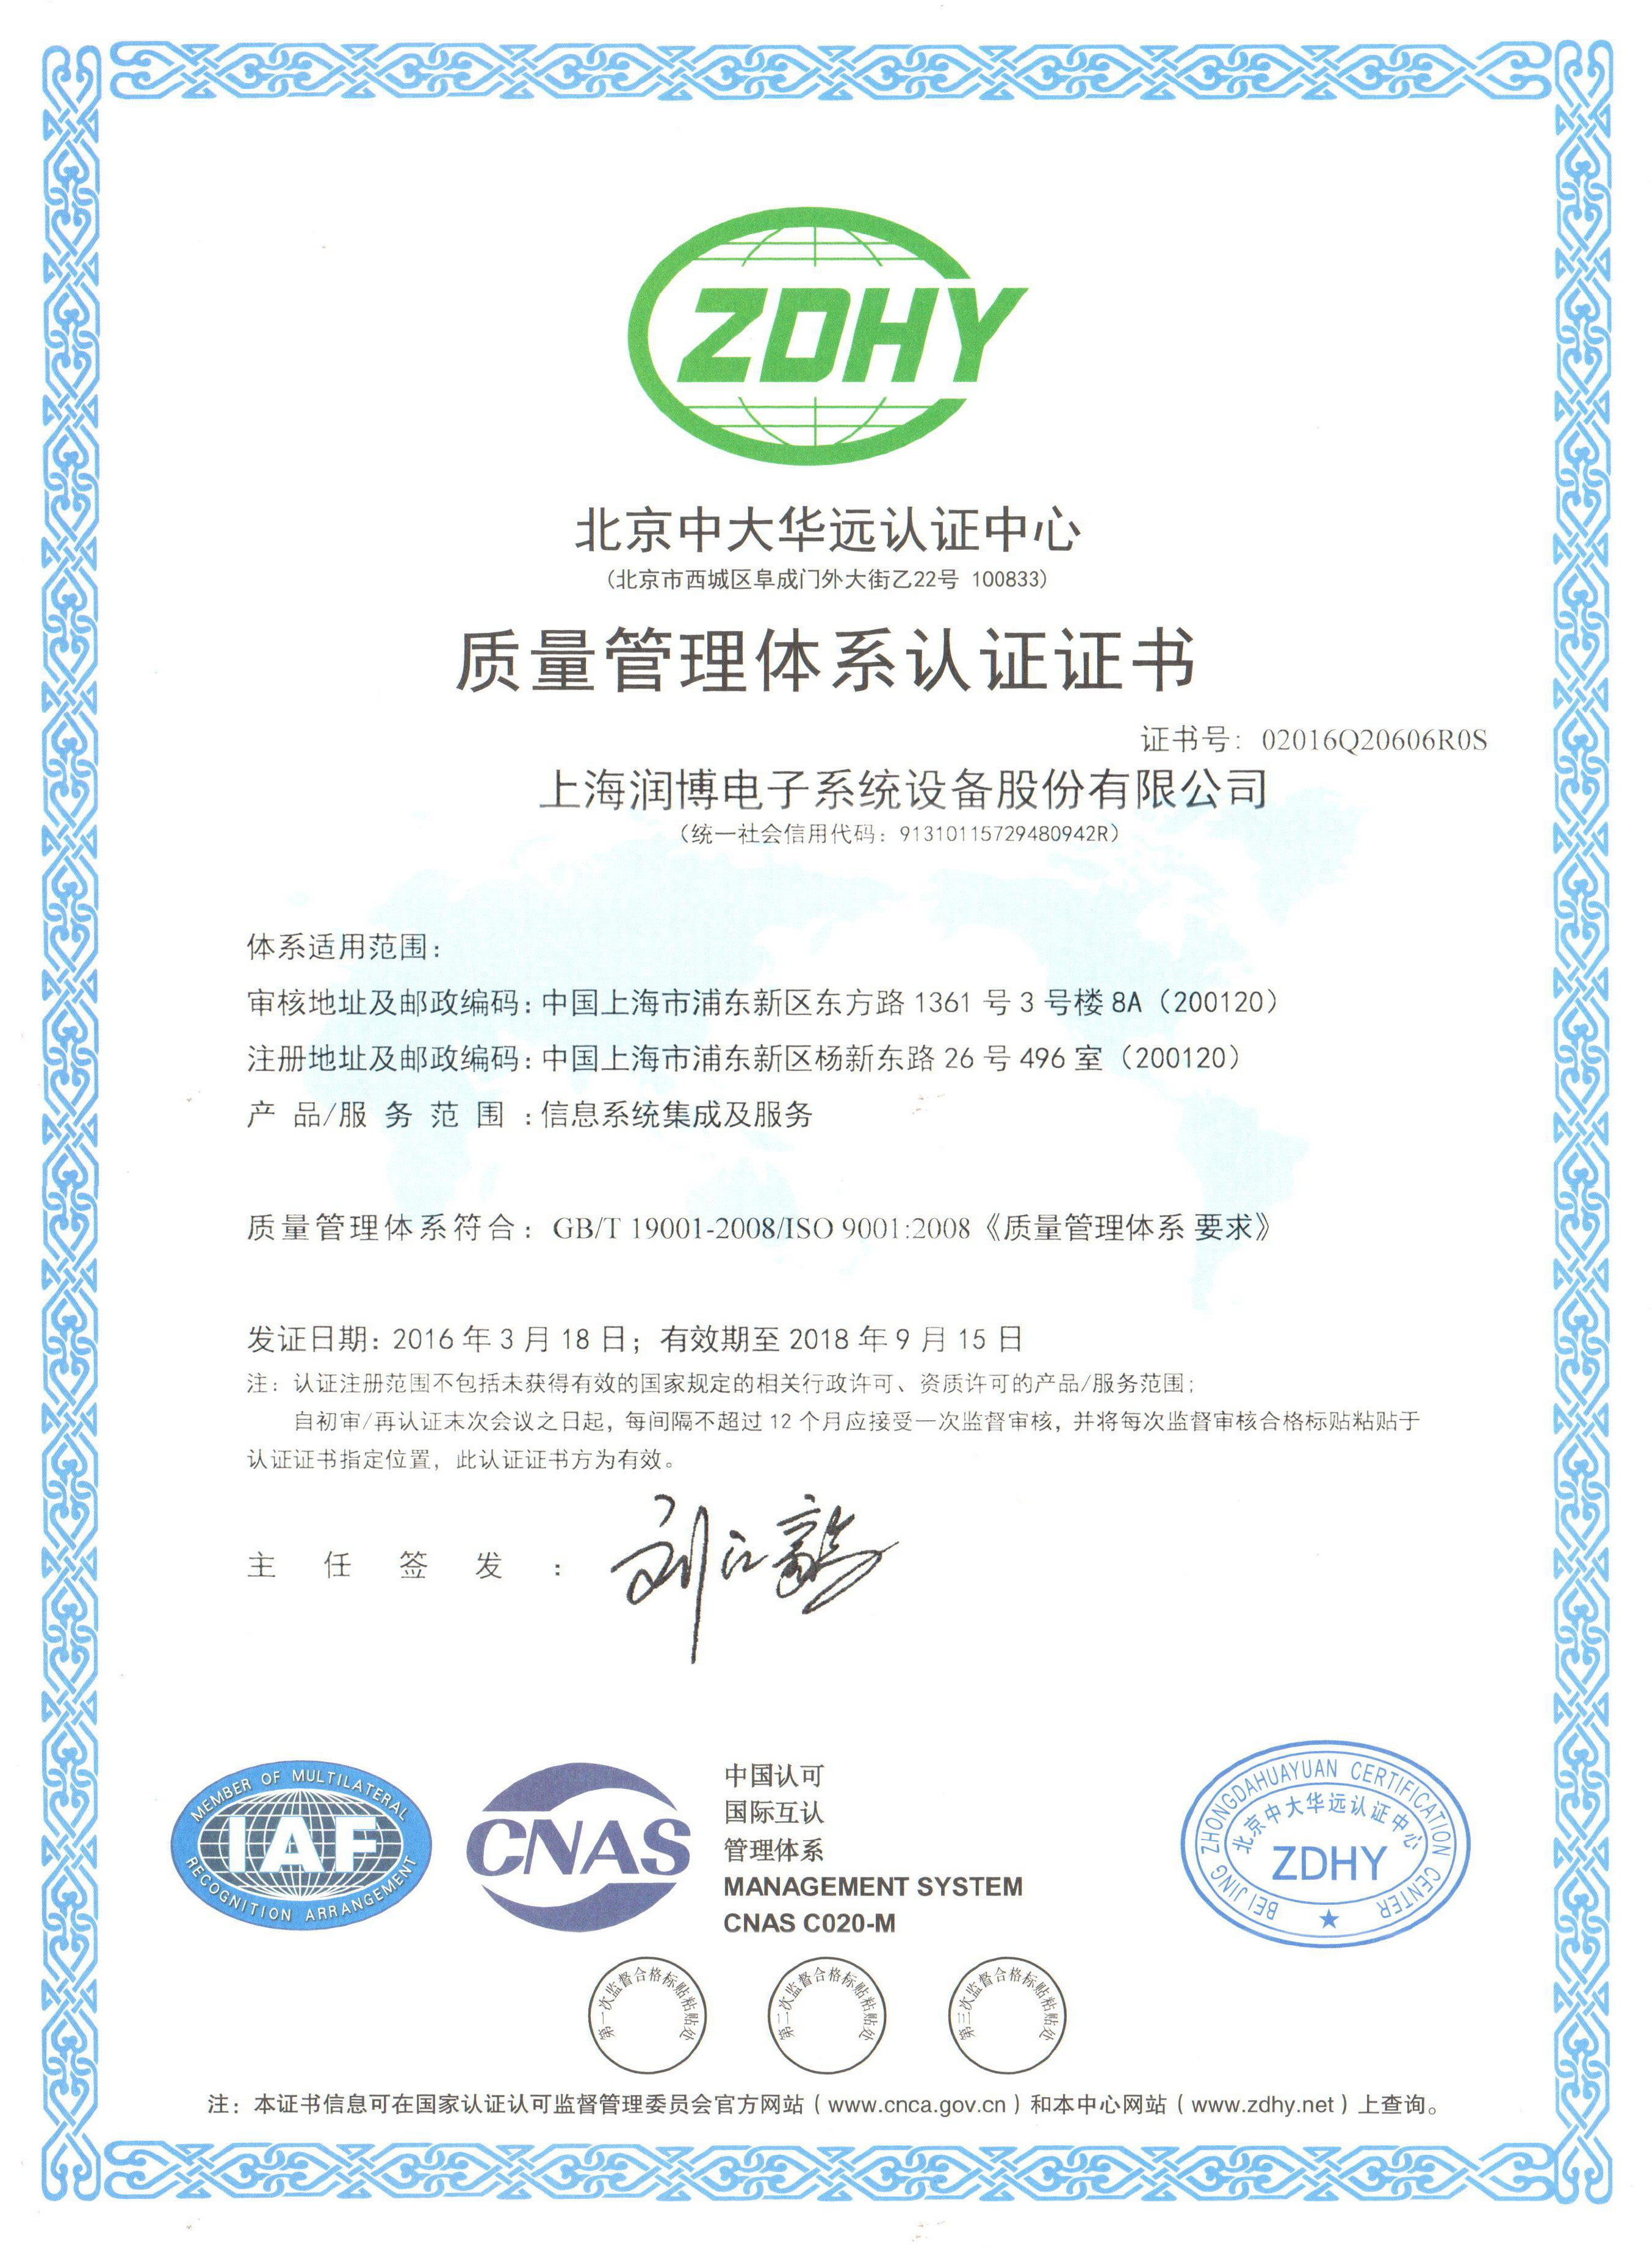 ZDHY
北京中大华远认证中心
(北京市西城区阜成门外大街乙22号 100833)
质量管理体系认证证书
证书号: 02016Q20606R0S
上海润博电子系统设备股份有限公司
(统一社会信用代码: 91310115729480942R)
体系适用范围:
审核地址及邮政编码: 中国上海市浦东新区东方路 1361 号 3 号楼 8A (200120)
注册地址及邮政编码: 中国上海市浦东新区杨新东路 26 号 496 室 (200120)
产 品/服 务 范 围 : 信息系统集成及服务
质量管理体系符合: GB/T 19001-2008/ISO 9001:2008《质量管理体系 要求》
发证日期: 2016 年 3 月 18 日; 有效期至 2018 年 9 月 15 日
注: 认证注册范围不包括未获得有效的国家规定的相关行政许可、资质许可的产品/服务范围;
自初审/再认证末次会议之日起, 每间隔不超过 12 个月应接受一次监督审核, 并将每次监督审核合格标贴粘贴于
认证证书指定位置, 此认证证书方为有效。
主 任 签 发 :
MEMBER OF MULTILATERAL
IAF
RECOGNITION ARRANGEMENT
CNAS
中国认可
国际互认
管理体系
MANAGEMENT SYSTEM
CNAS C020-M
BEIJING ZHONGDAHUAYUAN CERTIFICATION CENTER
北京中大华远认证中心
ZDHY
第一次监督合格标贴粘贴处
第二次监督合格标贴粘贴处
第三次监督合格标贴粘贴处
注: 本证书信息可在国家认证认可监督管理委员会官方网站 ( www.cnca.gov.cn ) 和本中心网站 ( www.zdhy.net ) 上查询。